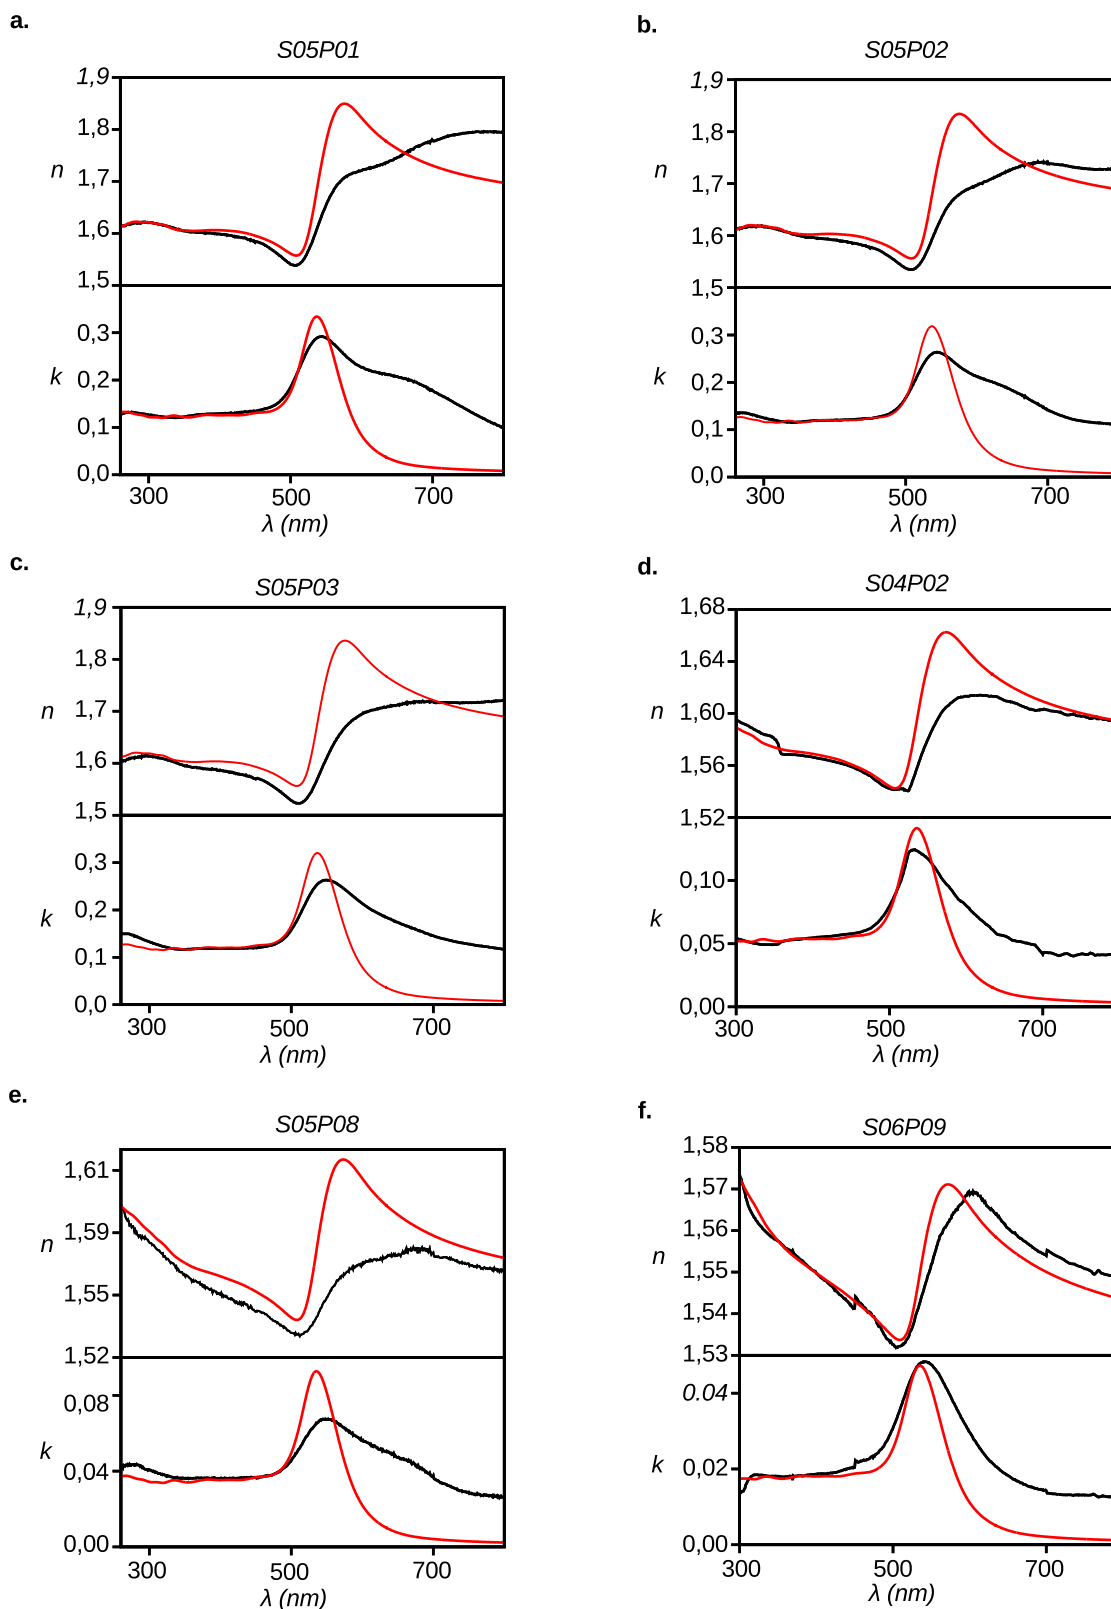 a.
S05P01
1,9
1,8
n
1,7
1,6
1,5
0,3
k
0,2
0,1
0,0
300 500 700
λ (nm)
b.
S05P02
1,9
1,8
n
1,7
1,6
1,5
0,3
k
0,2
0,1
0,0
300 500 700
λ (nm)
c.
S05P03
1,9
1,8
n
1,7
1,6
1,5
0,3
0,2
k
0,1
0,0
300 500 700
λ (nm)
d.
S04P02
1,68
1,64
n
1,60
1,56
1,52
0,10
k
0,05
0,00
300 500 700
λ (nm)
e.
S05P08
1,61
1,59
n
1,55
1,52
0,08
k
0,04
0,00
300 500 700
λ (nm)
f.
S06P09
1,58
1,57
1,56
n
1,55
1,54
1,53
0.04
k
0,02
0,00
300 500 700
λ (nm)